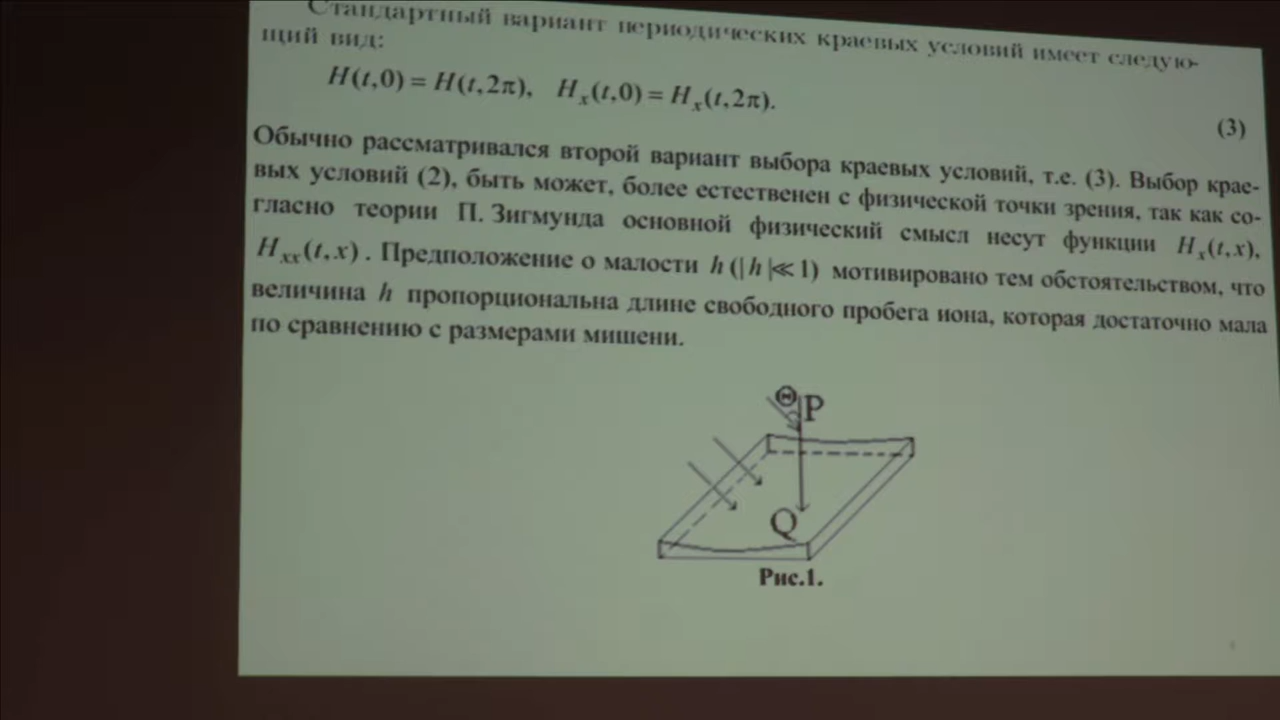 Стандартный вариант периодических краевых условий имеет следую-
щий вид:
H(t,0) = H(t,2π), H_x(t,0) = H_x(t,2π).
(3)
Обычно рассматривался второй вариант выбора краевых условий, т.е. (3). Выбор крае-
вых условий (2), быть может, более естественен с физической точки зрения, так как со-
гласно теории П. Зигмунда основной физический смысл несут функции H_x(t,x),
H_xx(t,x). Предположение о малости h (|h|≪1) мотивировано тем обстоятельством, что
величина h пропорциональна длине свободного пробега иона, которая достаточно мала
по сравнению с размерами мишени.
Θ
P
Q
Рис.1.